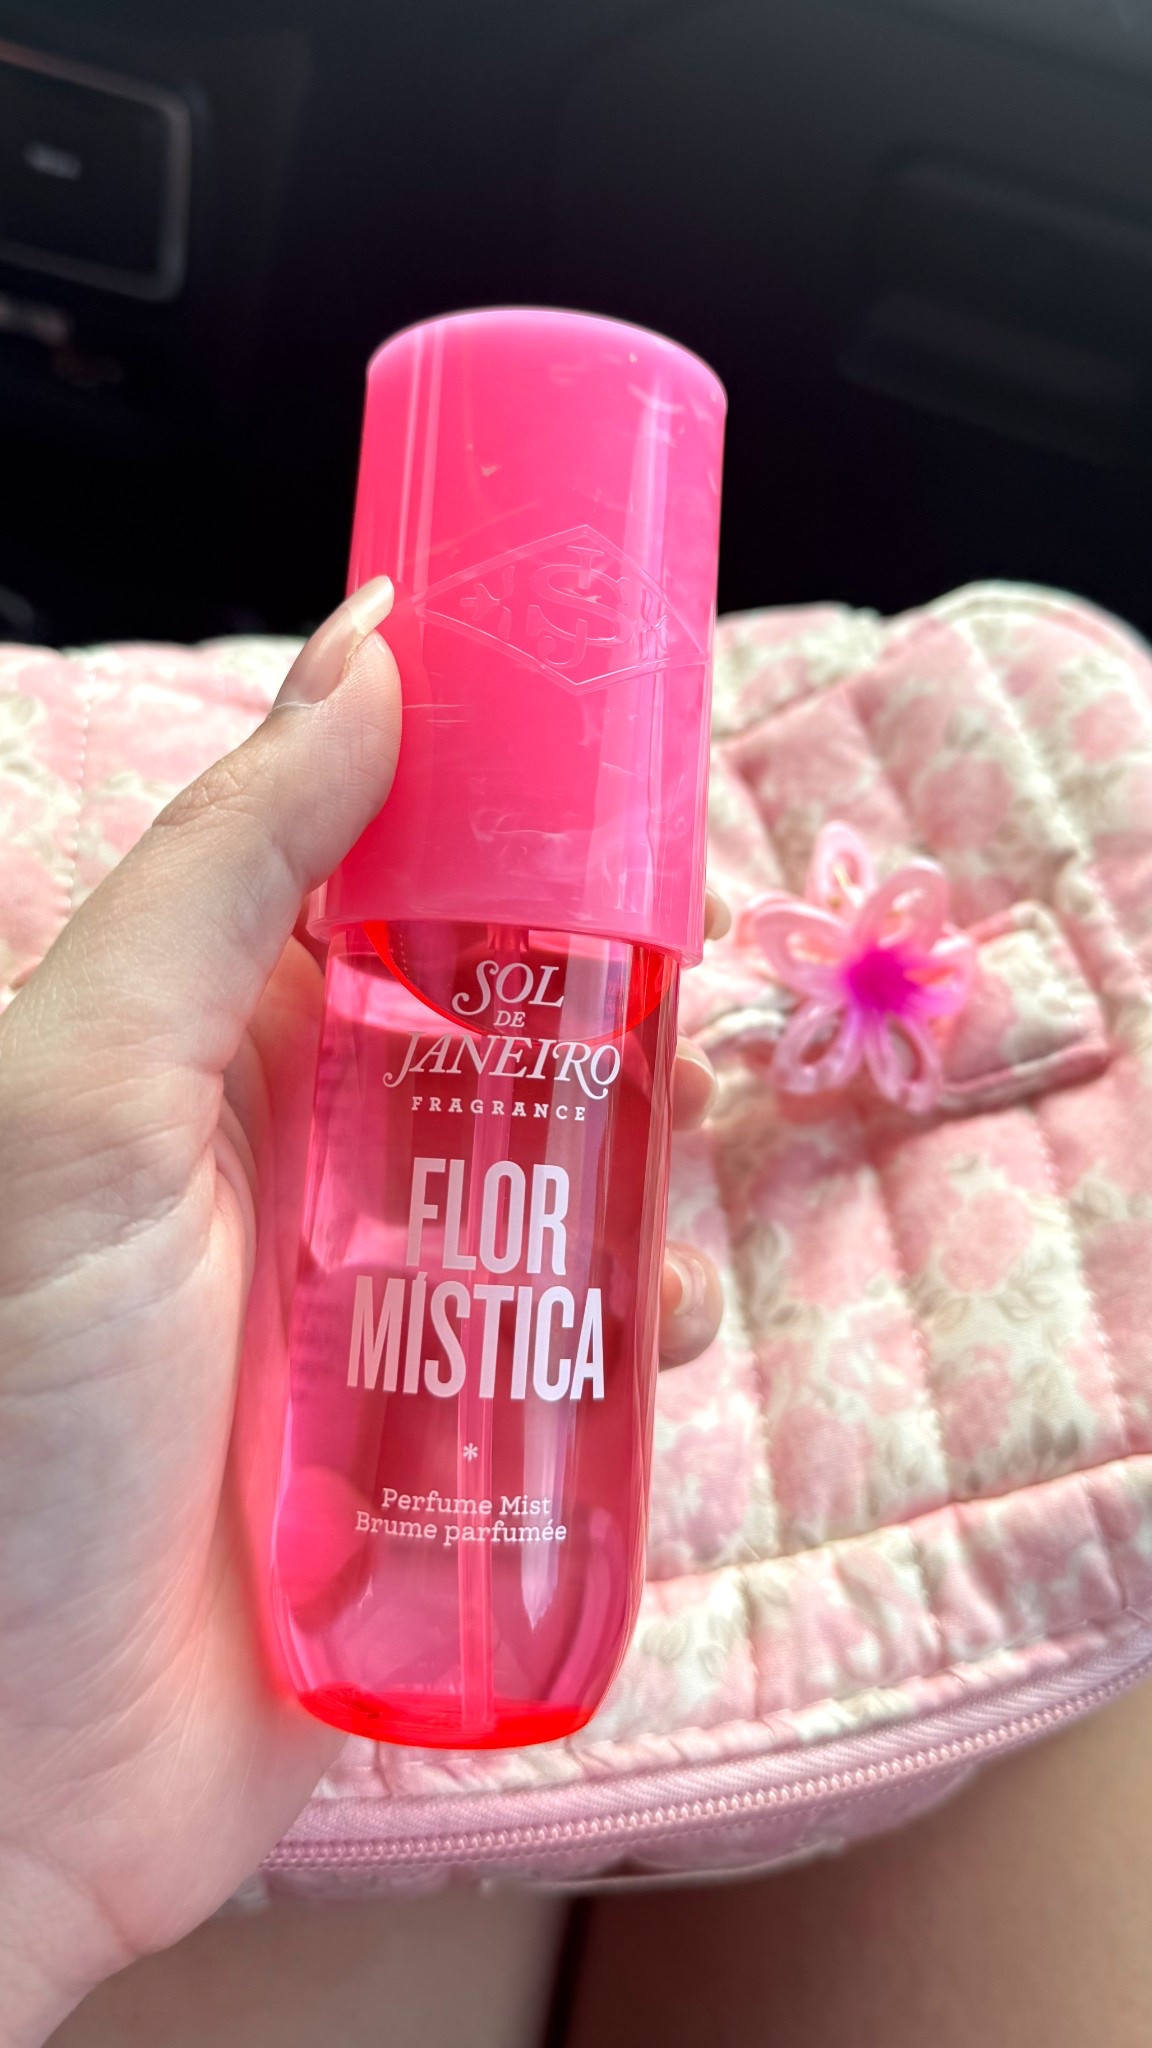 SOL
DE
JANEIRO
FRAGRANCE
FLOR
MÍSTICA
*
Perfume Mist
Brume parfumée